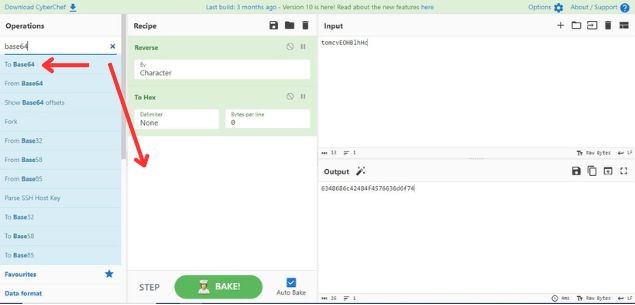 Download CyberChef
Last build: 3 months ago - Version 10 is here! Read about the new features here
Options
About / Support
Operations
Recipe
Input
base64
To Base64
From Base64
Show Base64 offsets
Fork
From Base32
From Base58
From Base85
Parse SSH Host Key
To Base32
To Base58
To Base85
Favourites
Data format
Reverse
By
Character
To Hex
Delimiter
None
Bytes per line
0
STEP
BAKE!
Auto Bake
tomcvEOHBlhHc
13
1
Raw Bytes
LF
Output
6348686c42484f4576636d6f74
26
1
4ms
Raw Bytes
LF